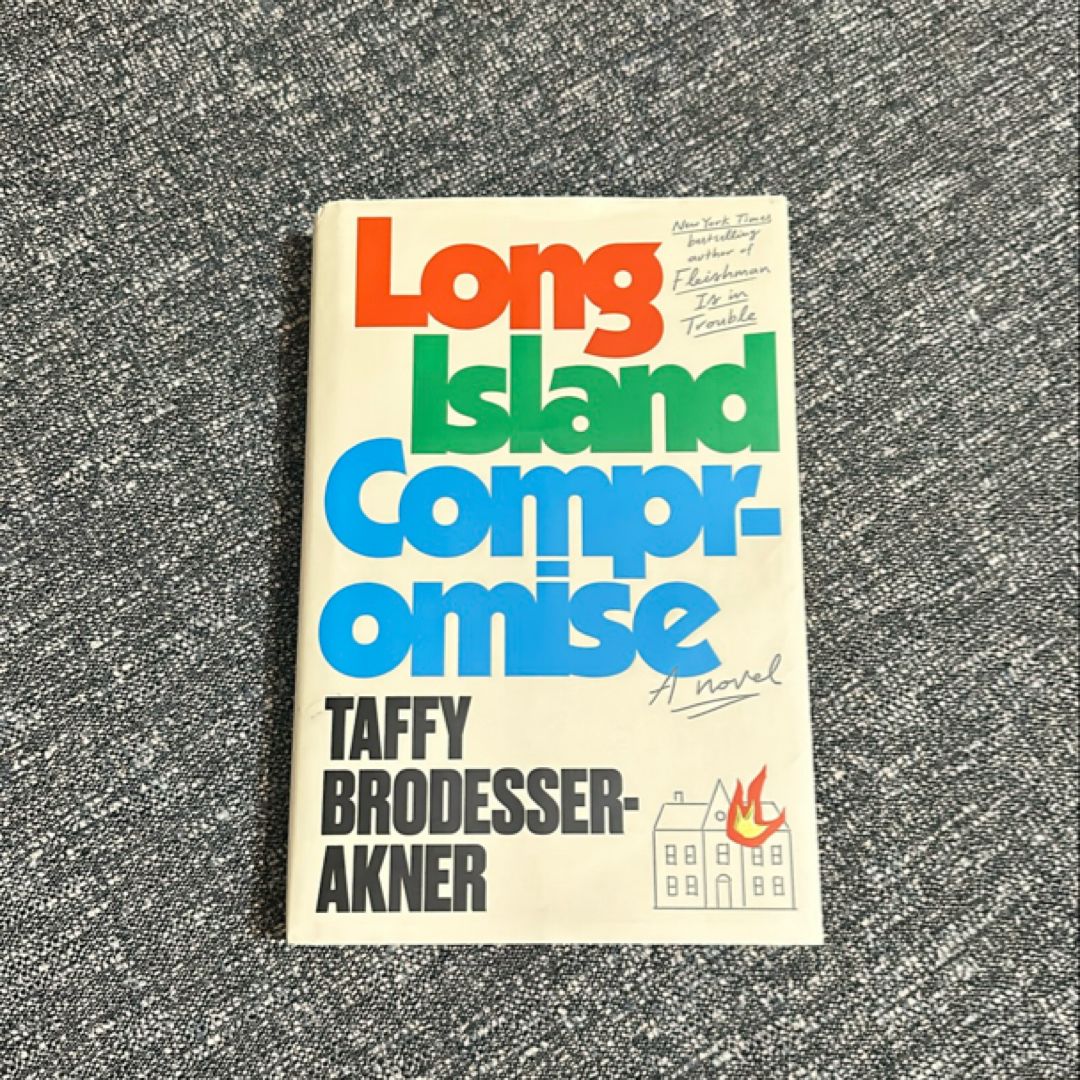 Long
Island
Compr-
omise
New York Times
bestselling
author of
Fleishman
Is in
Trouble
A novel
TAFFY
BRODESSER-
AKNER